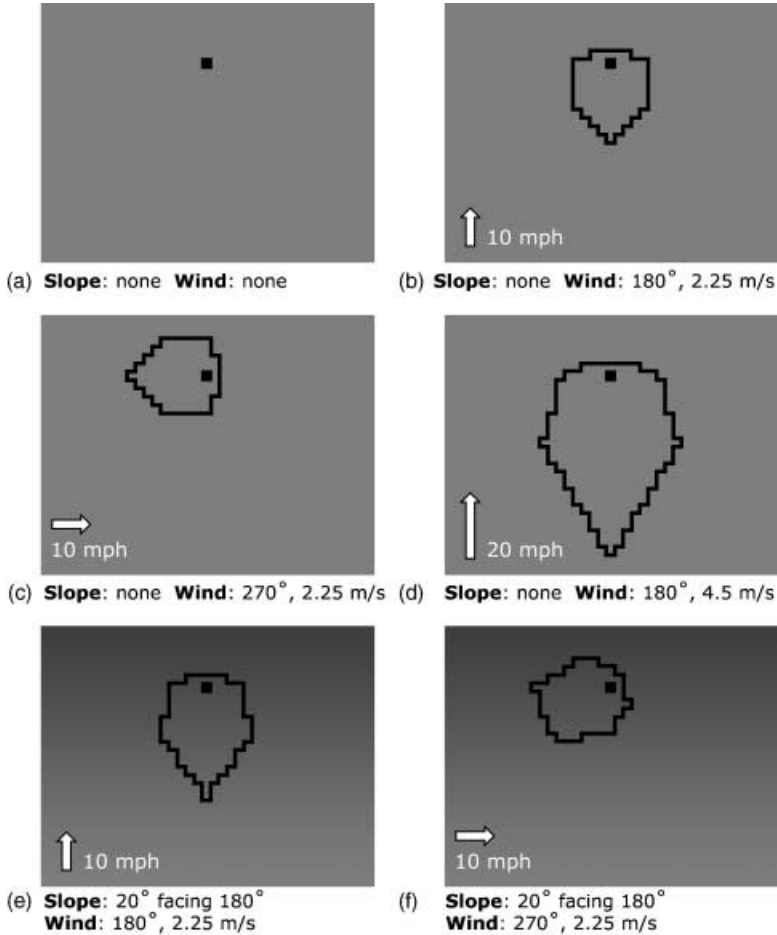 10 mph
(a) Slope: none Wind: none
(b) Slope: none Wind: 180°, 2.25 m/s
10 mph
20 mph
(c) Slope: none Wind: 270°, 2.25 m/s
(d) Slope: none Wind: 180°, 4.5 m/s
10 mph
10 mph
(e) Slope: 20° facing 180°
Wind: 180°, 2.25 m/s
(f) Slope: 20° facing 180°
Wind: 270°, 2.25 m/s